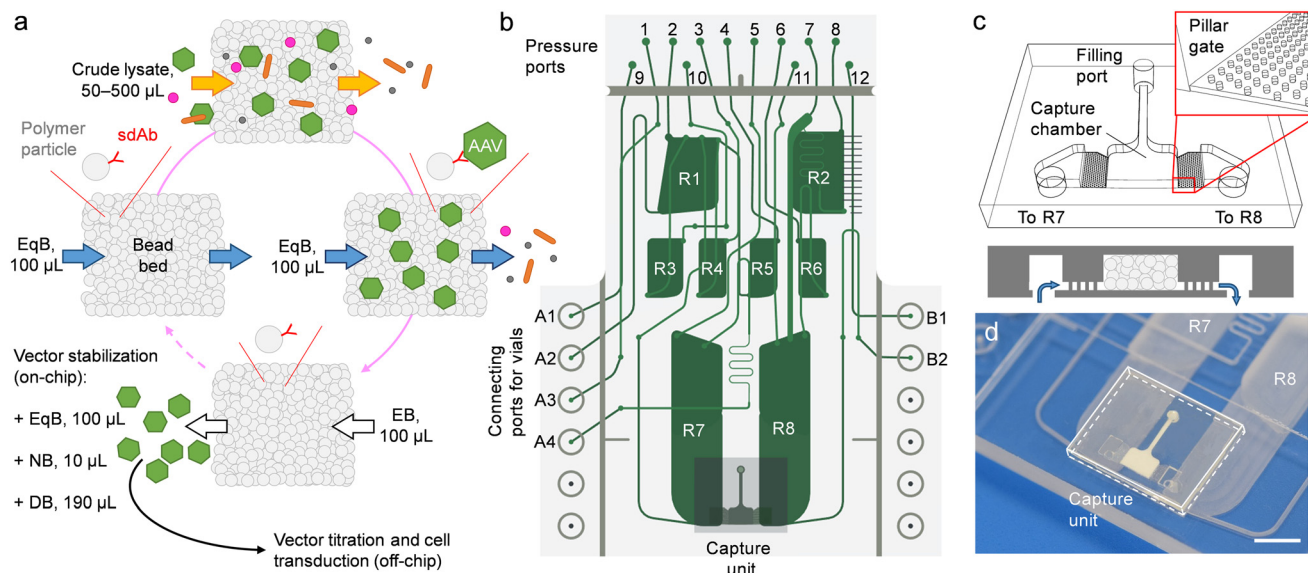 a
Crude lysate,
50–500 µL
Polymer
particle
sdAb
AAV
EqB,
100 µL
Bead
bed
EqB,
100 µL
Vector stabilization
(on-chip):
+ EqB, 100 µL
+ NB, 10 µL
+ DB, 190 µL
EB,
100 µL
Vector titration and cell
transduction (off-chip)
b
Pressure
ports
1 2 3 4 5 6 7 8
9 10 11 12
R1 R2
R3 R4 R5 R6
A1 B1
A2 B2
A3
A4
Connecting
ports for vials
R7 R8
Capture
unit
c
Filling
port
Pillar
gate
Capture
chamber
To R7 To R8
d
R7
R8
Capture
unit